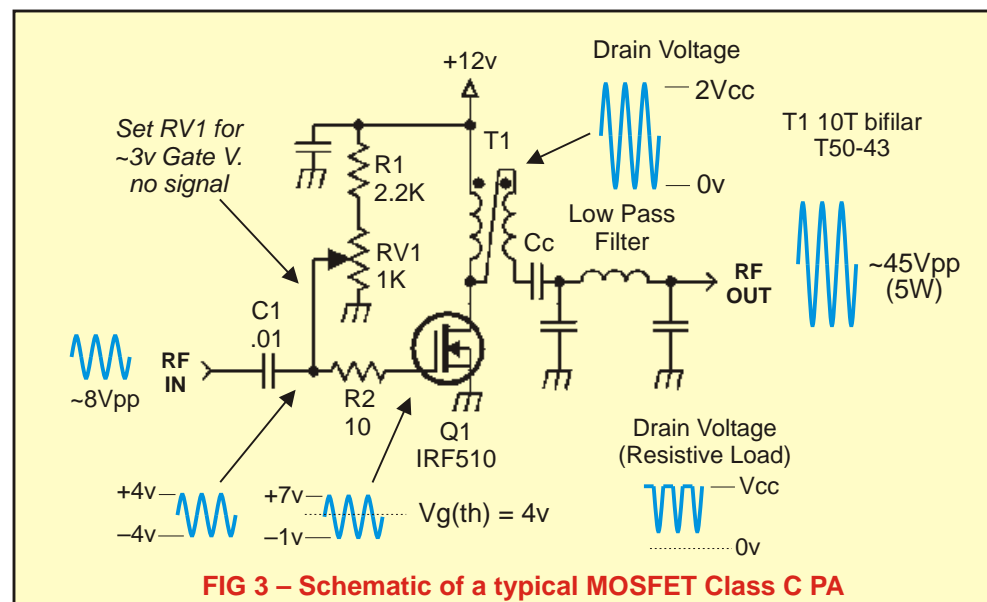 Drain Voltage
+12v
2Vcc
T1 10T bifilar
T50-43
Set RV1 for
~3v Gate V.
no signal
T1
R1
2.2K
0v
Low Pass
Filter
RV1
1K
Cc
~45Vpp
(5W)
RF
OUT
C1
.01
RF
IN
~8Vpp
R2
10
Q1
IRF510
Drain Voltage
(Resistive Load)
Vcc
0v
+4v
–4v
+7v
–1v
Vg(th) = 4v
FIG 3 – Schematic of a typical MOSFET Class C PA